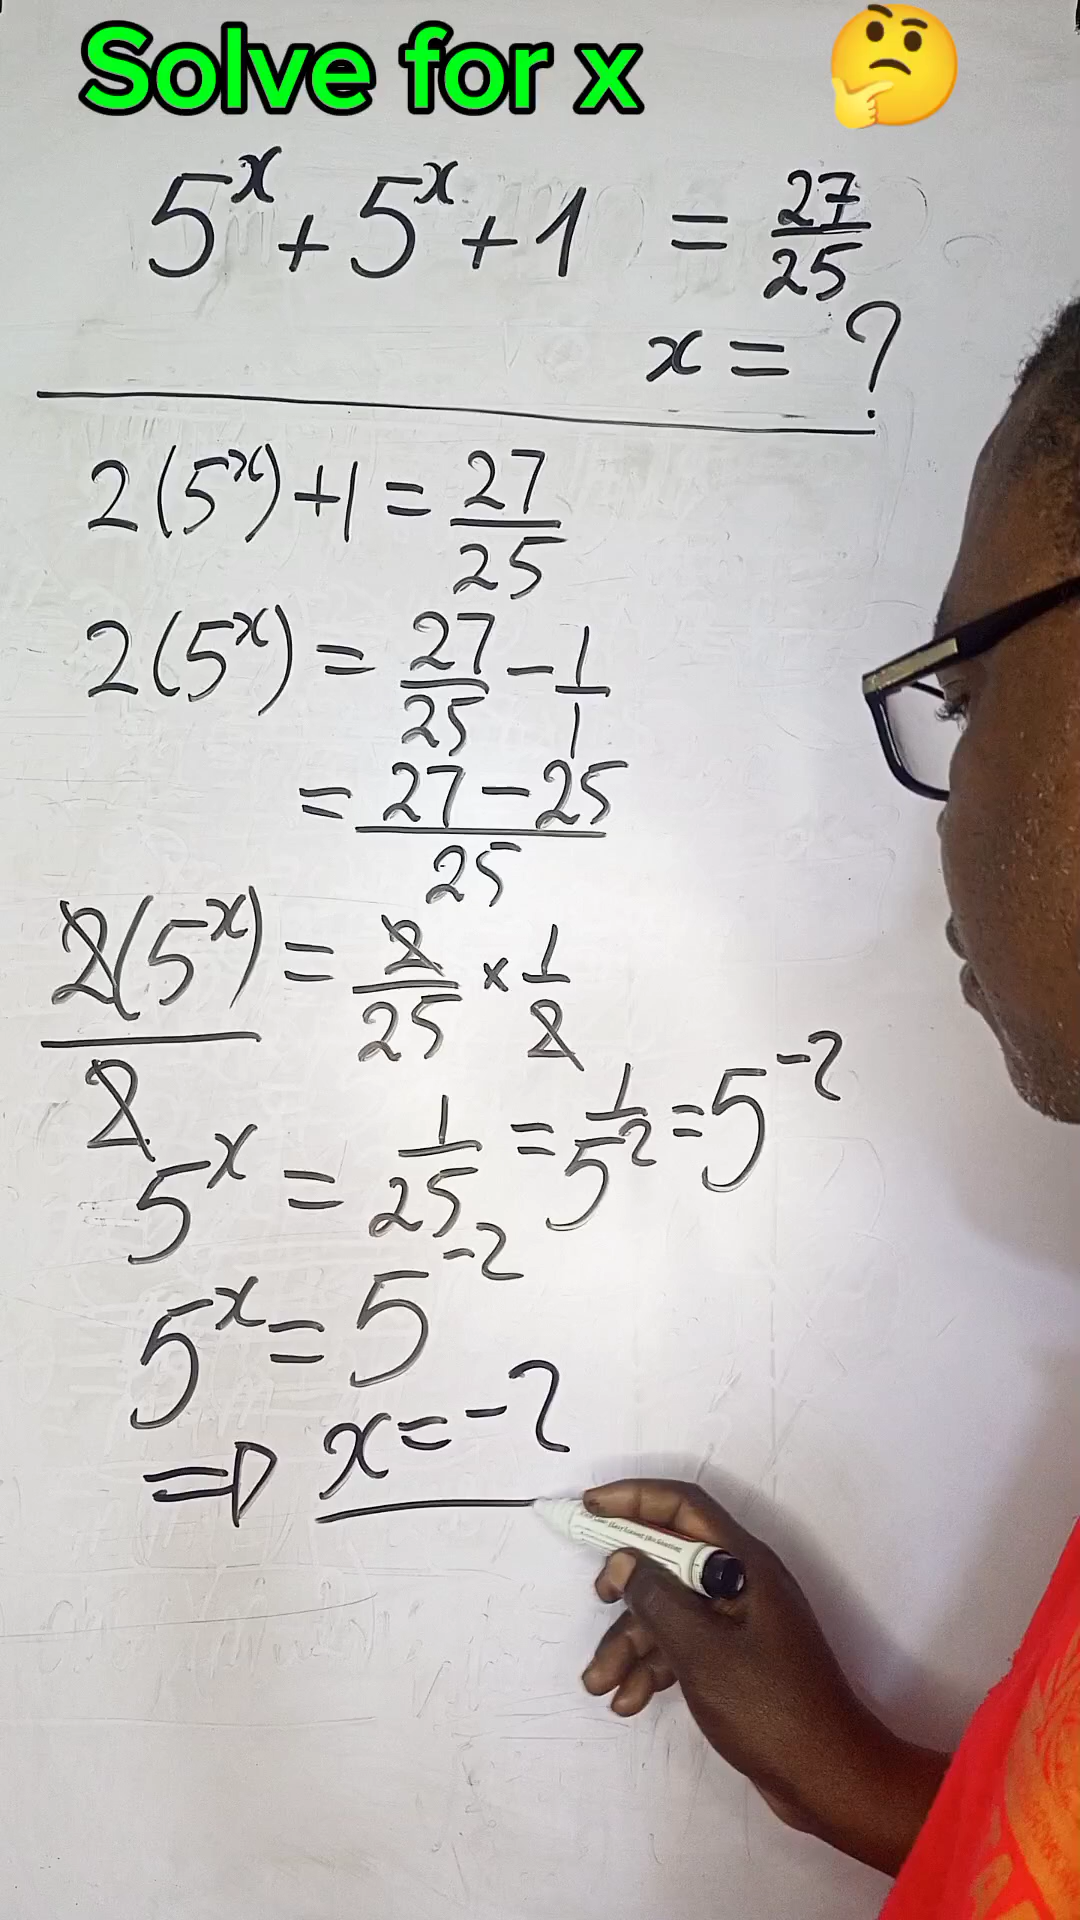 Solve for x 🤔
5^x + 5^x + 1 = 27/25
x = ?
2(5^x) + 1 = 27/25
2(5^x) = 27/25 - 1/1
= (27 - 25)/25
2(5^x)/2 = 2/25 × 1/2
5^x = 1/25 = 1/5^2 = 5^-2
5^x = 5^-2
⇒ x = -2